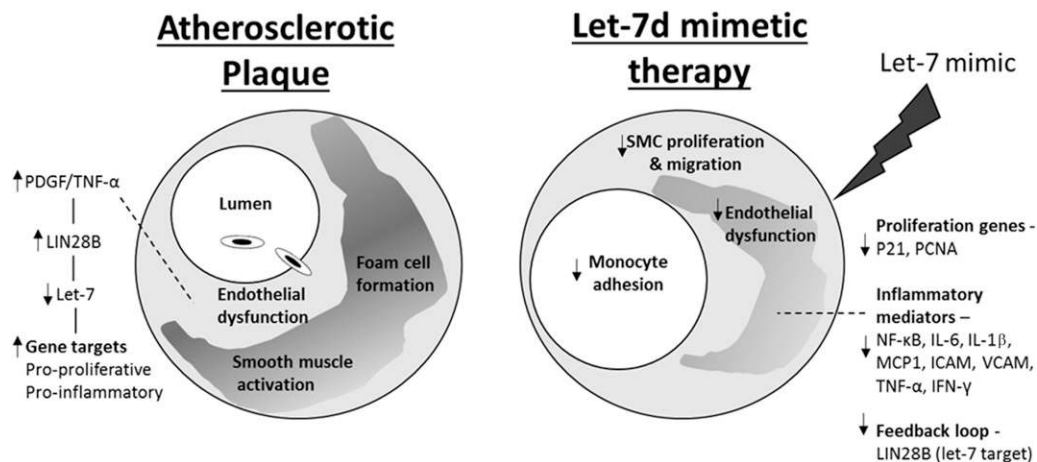 Atherosclerotic
Plaque
↑PDGF/TNF-α
↑LIN28B
↓Let-7
↑Gene targets
Pro-proliferative
Pro-inflammatory
Lumen
Endothelial
dysfunction
Foam cell
formation
Smooth muscle
activation
Let-7d mimetic
therapy
Let-7 mimic
↓SMC proliferation
& migration
↓Endothelial
dysfunction
↓Monocyte
adhesion
↓Proliferation genes -
P21, PCNA
Inflammatory
mediators –
↓NF-κB, IL-6, IL-1β,
MCP1, ICAM, VCAM,
TNF-α, IFN-γ
↓Feedback loop -
LIN28B (let-7 target)